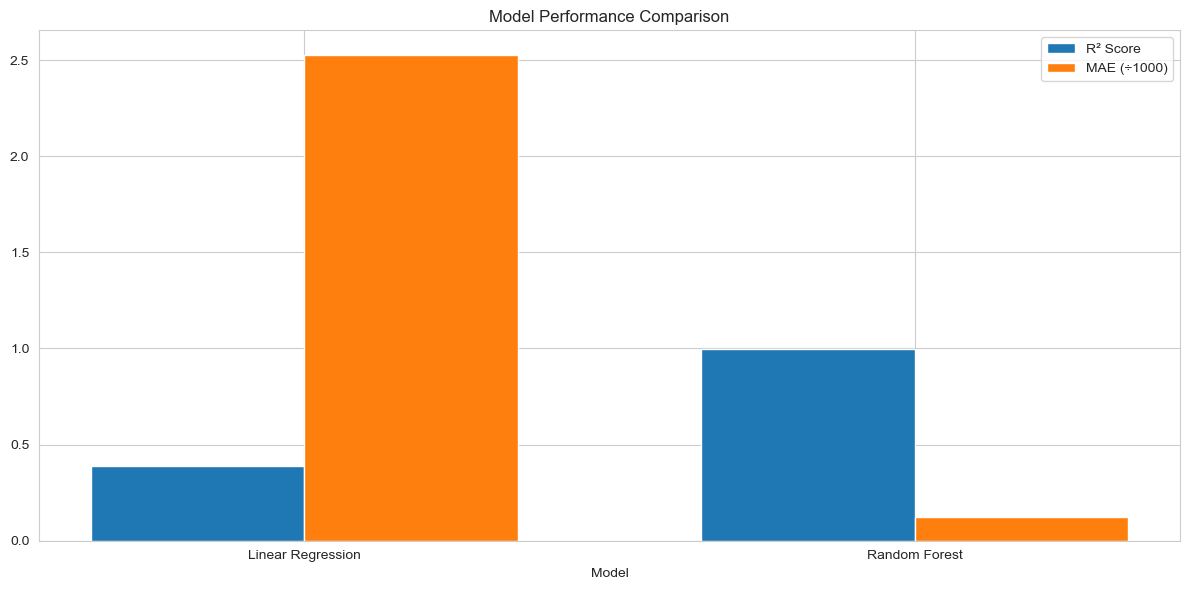 Model Performance Comparison
R² Score
MAE (÷1000)
2.5
2.0
1.5
1.0
0.5
0.0
Linear Regression
Random Forest
Model